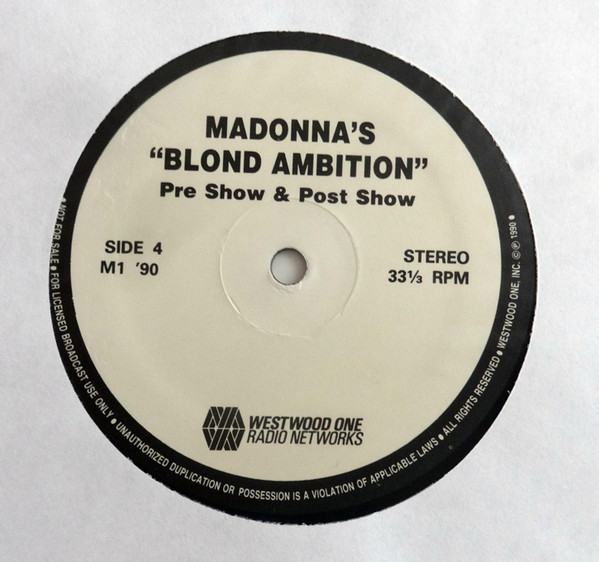 MADONNA'S
“BLOND AMBITION”
Pre Show & Post Show
SIDE 4
M1 '90
STEREO
33⅓ RPM
WESTWOOD ONE
RADIO NETWORKS
● NOT FOR SALE ● FOR LICENSED BROADCAST USE ONLY ● UNAUTHORIZED DUPLICATION OR POSSESSION IS A VIOLATION OF APPLICABLE LAWS ● ALL RIGHTS RESERVED ● WESTWOOD ONE, INC. © ℗ 1990 ●